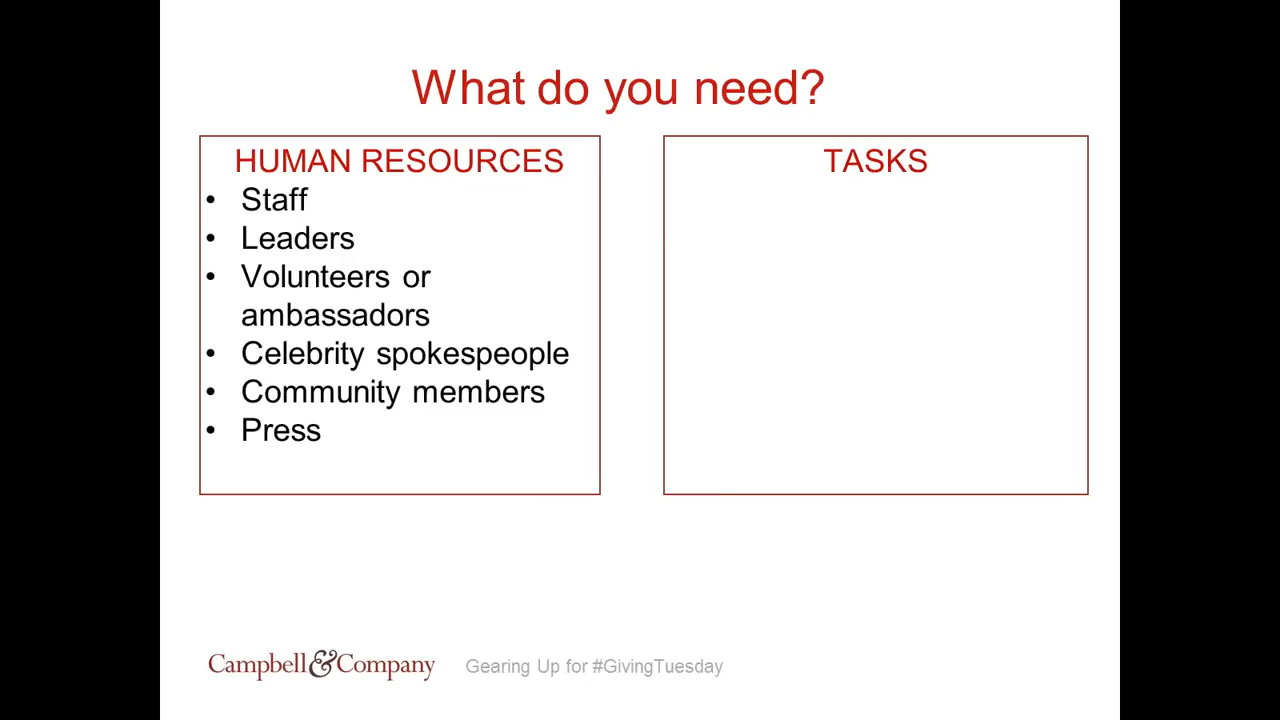 What do you need?
HUMAN RESOURCES
• Staff
• Leaders
• Volunteers or
ambassadors
• Celebrity spokespeople
• Community members
• Press
TASKS
Campbell&Company
Gearing Up for #GivingTuesday